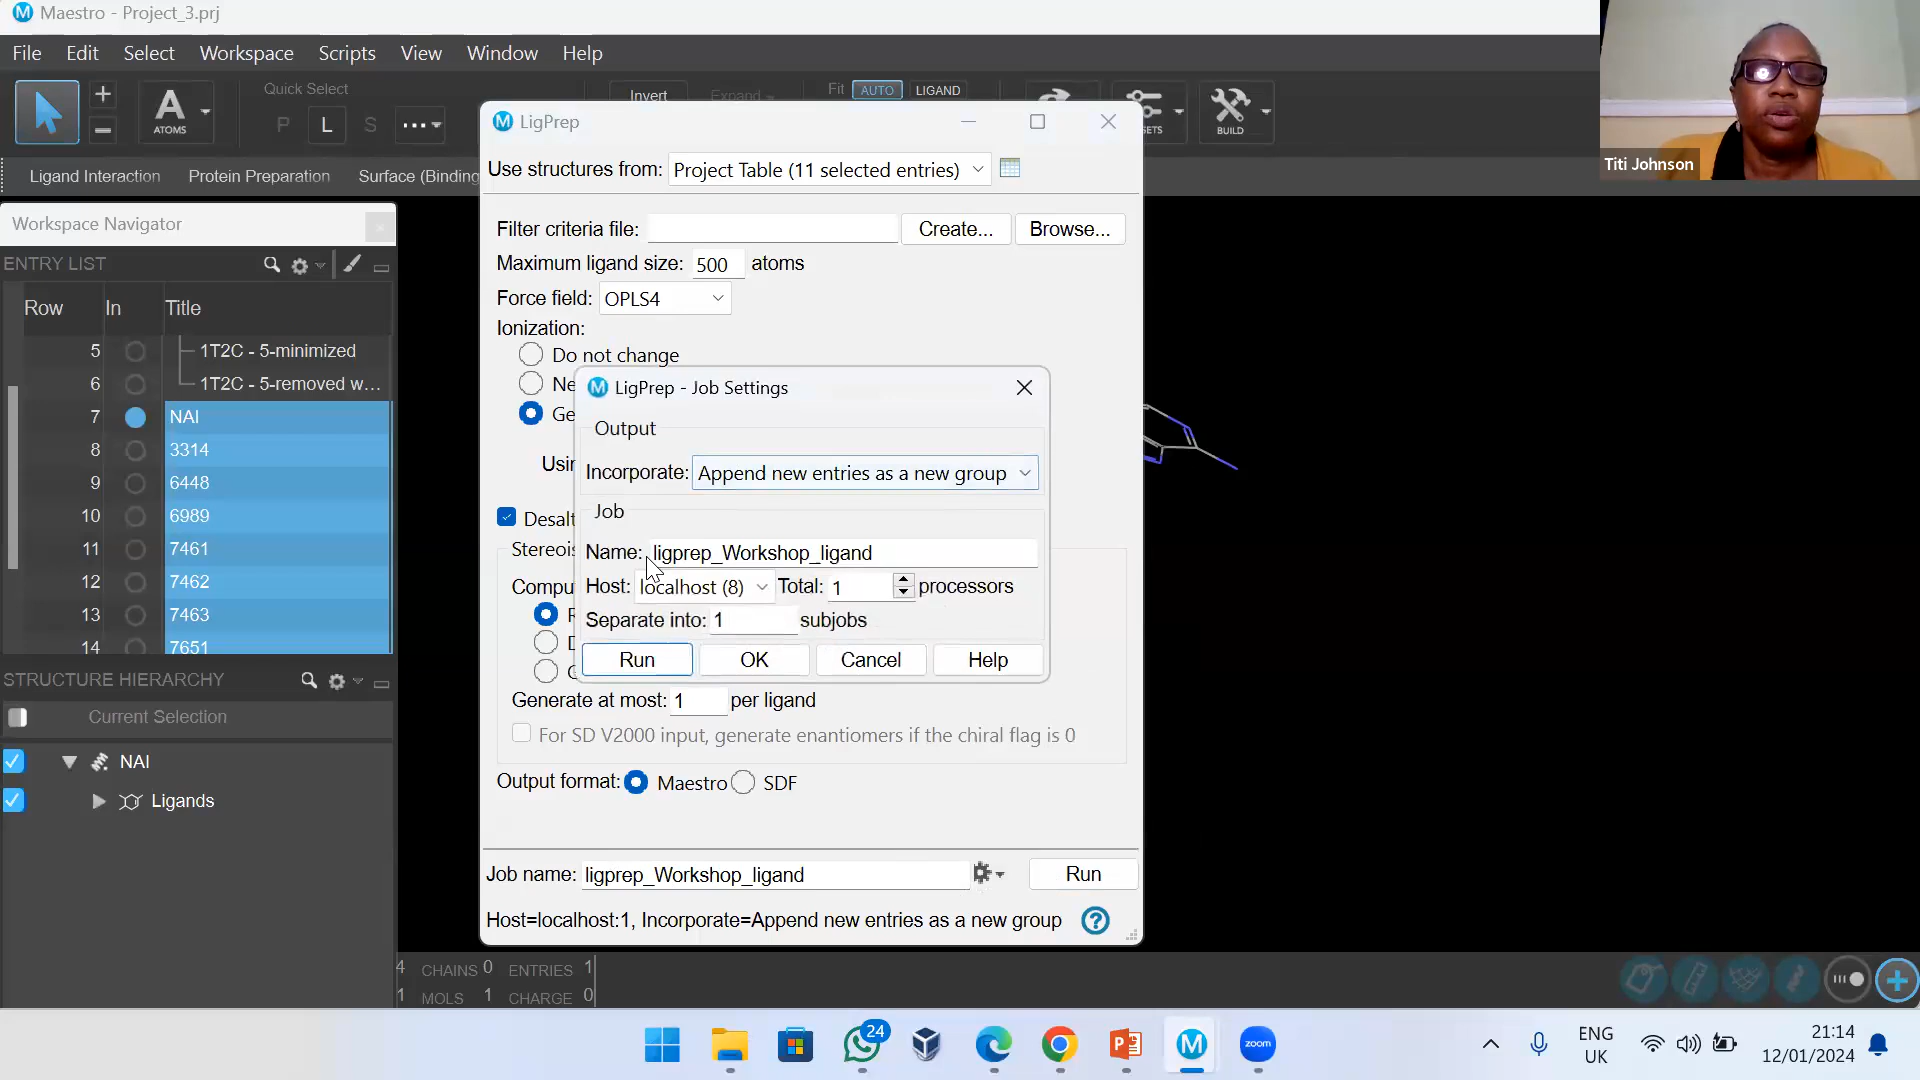 Maestro - Project_3.prj
File Edit Select Workspace Scripts View Window Help
Quick Select
Invert
Fit AUTO LIGAND
ATOMS
P L S
BUILD
Ligand Interaction Protein Preparation Surface (Binding
Titi Johnson
Workspace Navigator
ENTRY LIST
Row In Title
5 1T2C - 5-minimized
6 1T2C - 5-removed w...
7 NAI
8 3314
9 6448
10 6989
11 7461
12 7462
13 7463
14 7651
STRUCTURE HIERARCHY
Current Selection
NAI
Ligands
LigPrep
Use structures from: Project Table (11 selected entries)
Filter criteria file: Create... Browse...
Maximum ligand size: 500 atoms
Force field: OPLS4
Ionization:
Do not change
LigPrep - Job Settings
Output
Incorporate: Append new entries as a new group
Job
Name: ligprep_Workshop_ligand
Host: localhost (8) Total: 1 processors
Separate into: 1 subjobs
Run OK Cancel Help
Generate at most: 1 per ligand
For SD V2000 input, generate enantiomers if the chiral flag is 0
Output format: Maestro SDF
Job name: ligprep_Workshop_ligand Run
Host=localhost:1, Incorporate=Append new entries as a new group
4 CHAINS 0 ENTRIES 1
1 MOLS 1 CHARGE 0
24
zoom
ENG
UK
21:14
12/01/2024